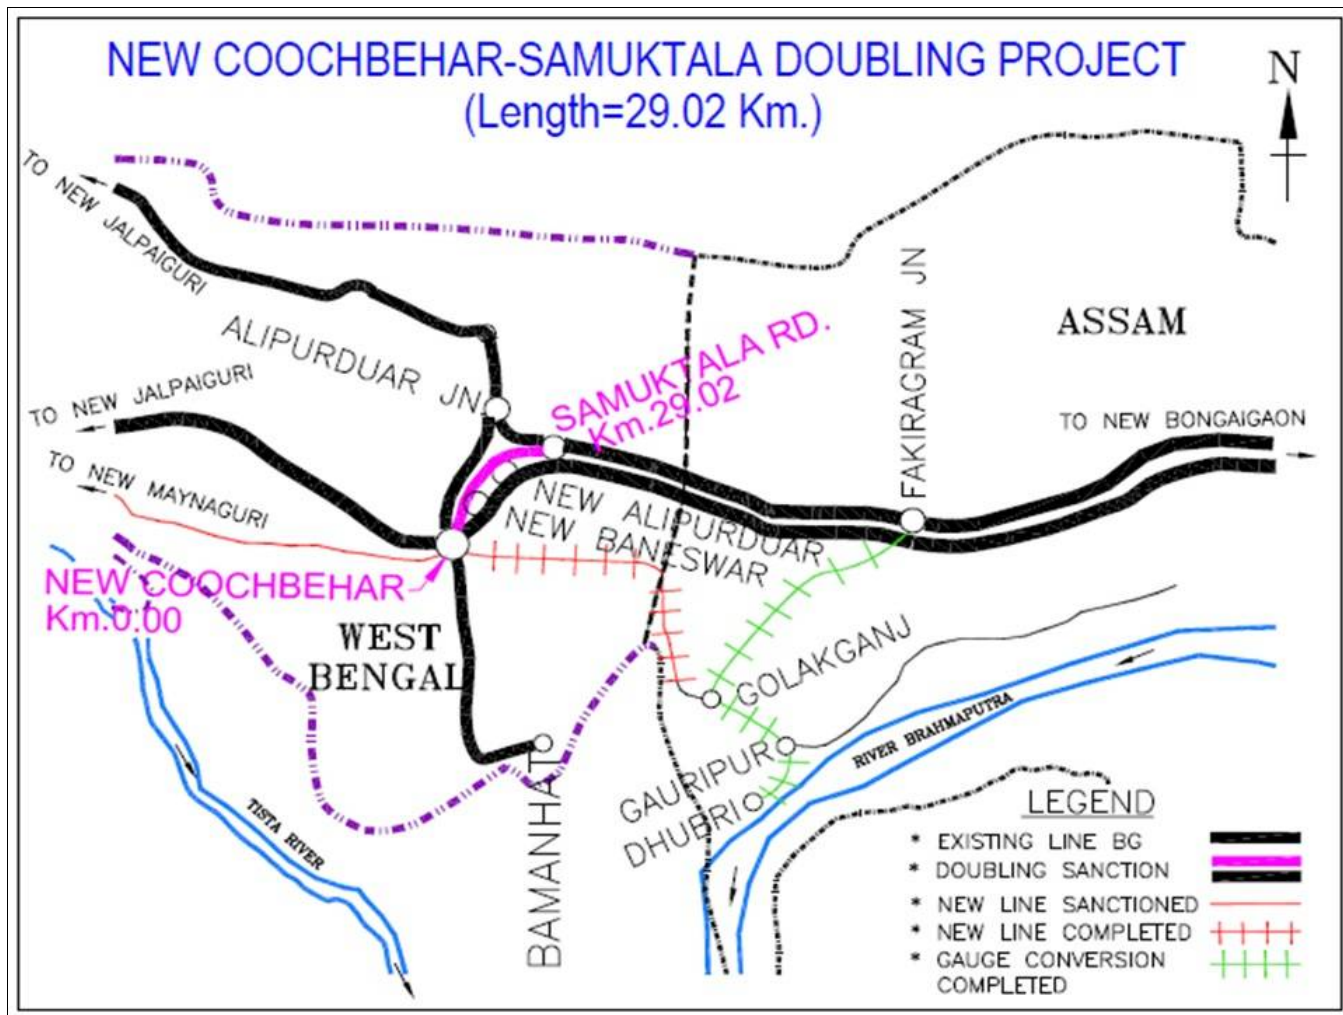 NEW COOCHBEHAR-SAMUKTALA DOUBLING PROJECT
(Length=29.02 Km.)
N
TO NEW JALPAIGURI
ALIPURDUAR JN
SAMUKTALA RD.
Km.29.02
FAKIRAGRAM JN
ASSAM
TO NEW JALPAIGURI
TO NEW BONGAIGAON
TO NEW MAYNAGURI
NEW ALIPURDUAR
NEW BANESWAR
NEW COOCHBEHAR
Km.0.00
WEST
BENGAL
GOLAKGANJ
GAURIPUR
DHUBRI
RIVER BRAHMAPUTRA
TISTA RIVER
BAMANHAT
LEGEND
* EXISTING LINE BG
* DOUBLING SANCTION
* NEW LINE SANCTIONED
* NEW LINE COMPLETED
* GAUGE CONVERSION
COMPLETED